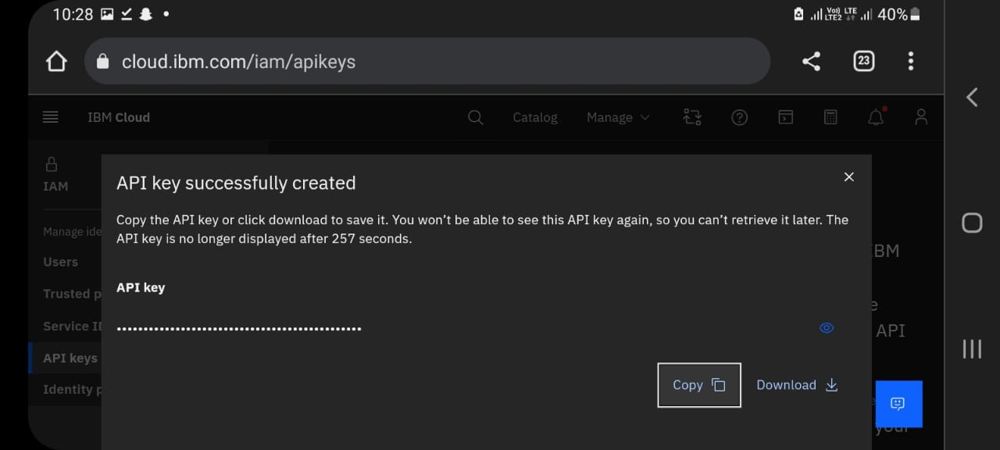 10:28
Vo)) LTE
LTE2
40%
cloud.ibm.com/iam/apikeys
23
IBM Cloud
Catalog
Manage
IAM
API key successfully created
Copy the API key or click download to save it. You won't be able to see this API key again, so you can't retrieve it later. The
API key is no longer displayed after 257 seconds.
Manage ide
Users
Trusted p
Service ID
API keys
Identity p
API key
••••••••••••••••••••••••••••••••••••••••••••
Copy
Download
IBM
e
API
e
your